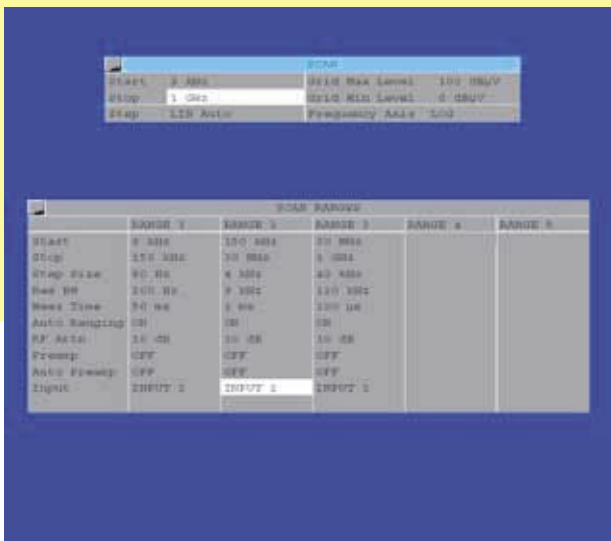 SCAN
Start 9 kHz Grid Max Level 100 dBµV
Stop 1 GHz Grid Min Level 0 dBµV
Step LIN Auto Frequency Axis LOG
SCAN RANGES
RANGE 1 RANGE 2 RANGE 3 RANGE 4 RANGE 5
Start 9 kHz 150 kHz 30 MHz
Stop 150 kHz 30 MHz 1 GHz
Step Size 80 Hz 4 kHz 40 kHz
Res BW 200 Hz 9 kHz 120 kHz
Meas Time 50 ms 1 ms 100 µs
Auto Ranging ON ON ON
RF Attn 10 dB 10 dB 10 dB
Preamp OFF OFF OFF
Auto Preamp OFF OFF OFF
Input INPUT 1 INPUT 1 INPUT 1